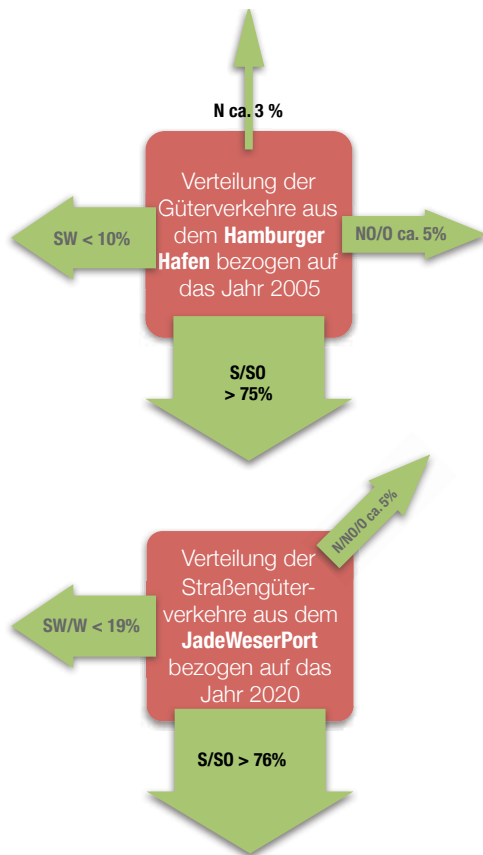 N ca. 3 %
Verteilung der
Güterverkehre aus
dem Hamburger
Hafen bezogen auf
das Jahr 2005
SW < 10%
NO/O ca. 5%
S/SO
> 75%
N/NO/O ca. 5%
Verteilung der
Straßengüter-
verkehre aus dem
JadeWeserPort
bezogen auf das
Jahr 2020
SW/W < 19%
S/SO > 76%